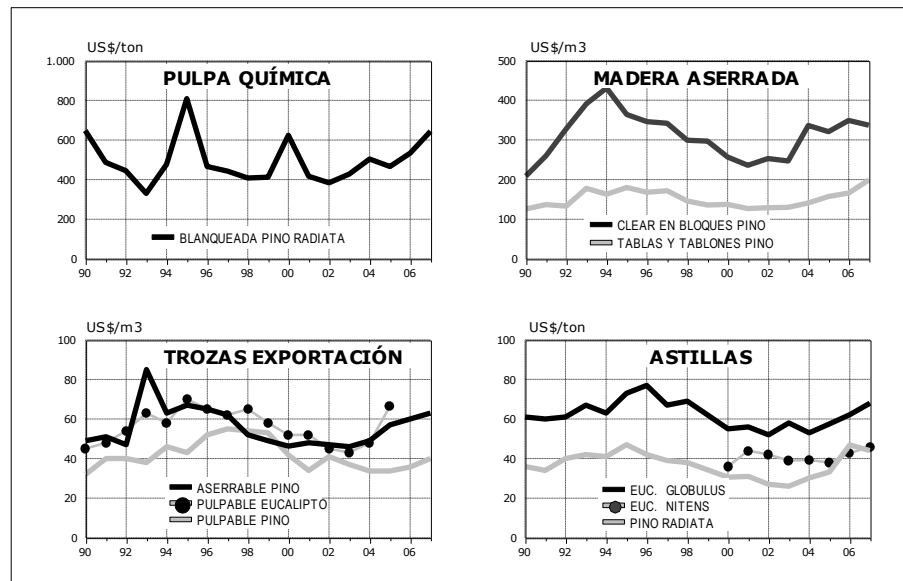 US$/ton
PULPA QUÍMICA
1.000
800
600
400
200
0
BLANQUEADA PINO RADIATA
90 92 94 96 98 00 02 04 06
US$/m3
MADERA ASERRADA
500
400
300
200
100
0
CLEAR EN BLOQUES PINO
TABLAS Y TABLONES PINO
90 92 94 96 98 00 02 04 06
US$/m3
TROZAS EXPORTACIÓN
100
80
60
40
20
0
ASERRABLE PINO
PULPABLE EUCALIPTO
PULPABLE PINO
90 92 94 96 98 00 02 04 06
US$/ton
ASTILLAS
100
80
60
40
20
0
EUC. GLOBULUS
EUC. NITENS
PINO RADIATA
90 92 94 96 98 00 02 04 06